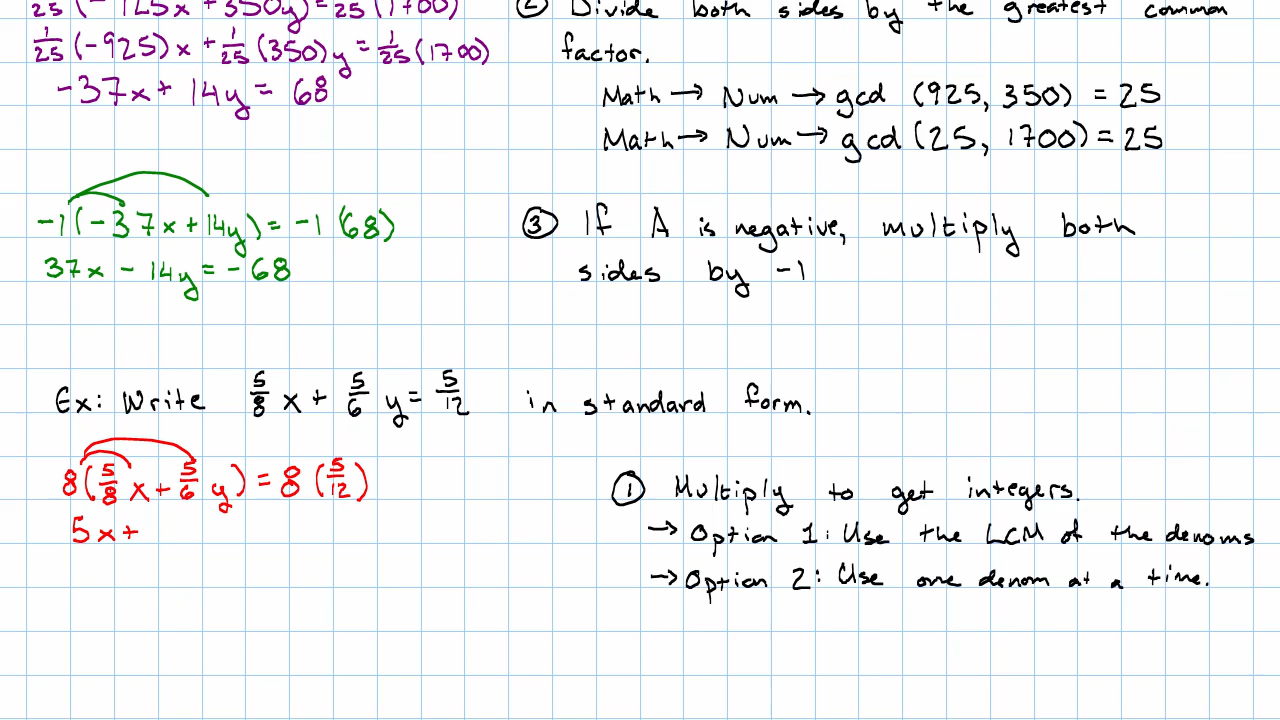 1/25(-925x+350y)=1/25(1700)
1/25(-925)x+1/25(350)y=1/25(1700)
-37x+14y=68
② Divide both sides by the greatest common
factor.
Math→ Num→gcd (925, 350) = 25
Math→ Num→gcd (25, 1700)=25
-1(-37x+14y)=-1(68)
37x-14y=-68
③ If A is negative, multiply both
sides by -1
Ex: Write 5/8 x+ 5/6 y= 5/12 in standard form.
8(5/8 x+5/6 y)=8(5/12)
5x+
① Multiply to get integers.
→Option 1: Use the LCM of the denoms
→Option 2: Use one denom at a time.